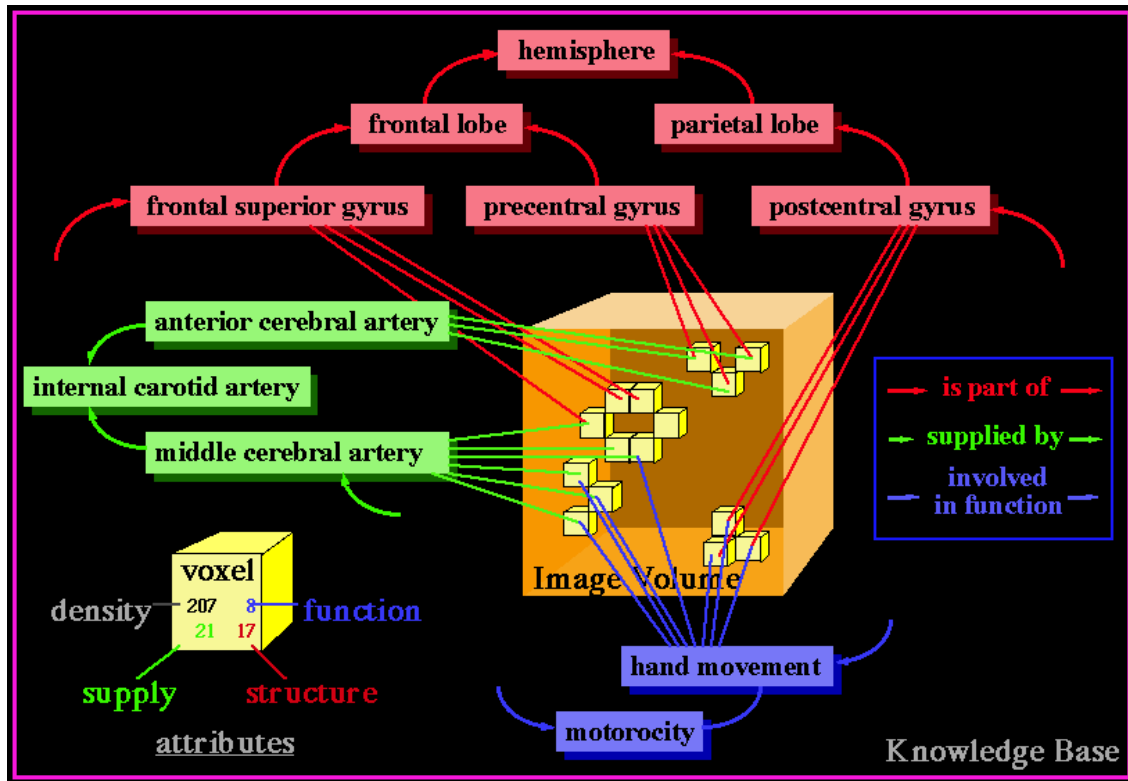 hemisphere
frontal lobe
parietal lobe
frontal superior gyrus
precentral gyrus
postcentral gyrus
anterior cerebral artery
internal carotid artery
middle cerebral artery
is part of
supplied by
involved
in function
Image Volume
voxel
207 8
21 17
density
function
supply
structure
attributes
hand movement
motorocity
Knowledge Base